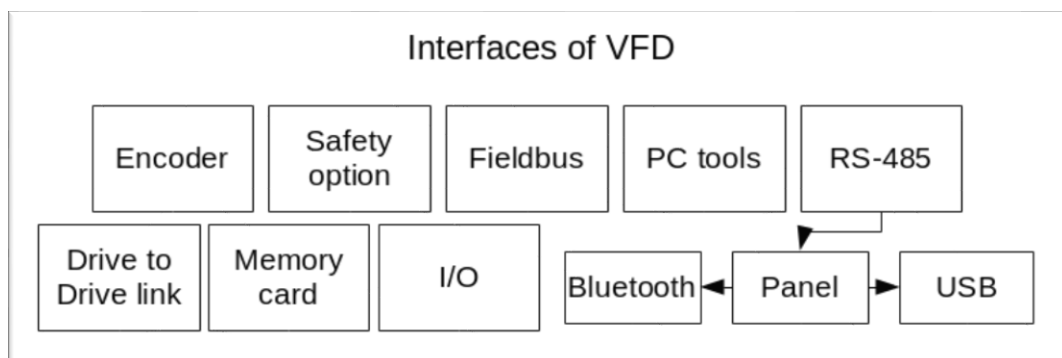 Interfaces of VFD
Encoder
Safety
option
Fieldbus
PC tools
RS-485
Drive to
Drive link
Memory
card
I/O
Bluetooth
Panel
USB